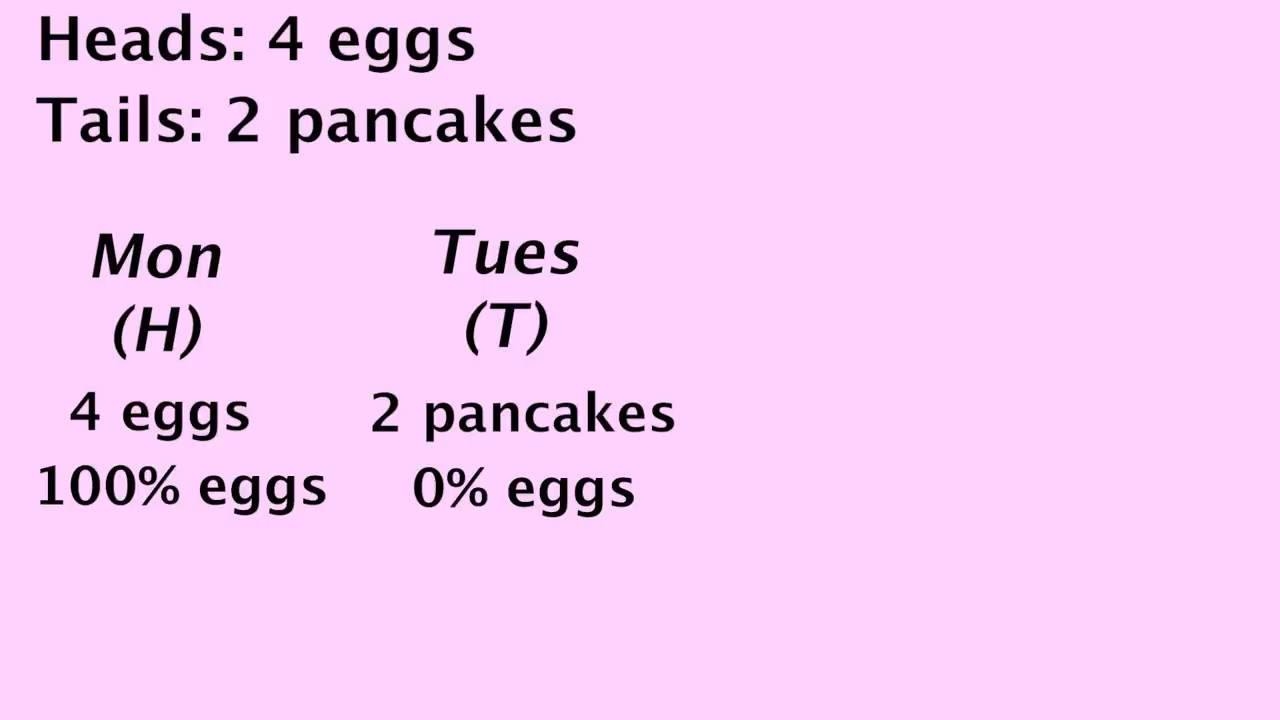 Heads: 4 eggs
Tails: 2 pancakes
Mon Tues
(H) (T)
4 eggs 2 pancakes
100% eggs 0% eggs